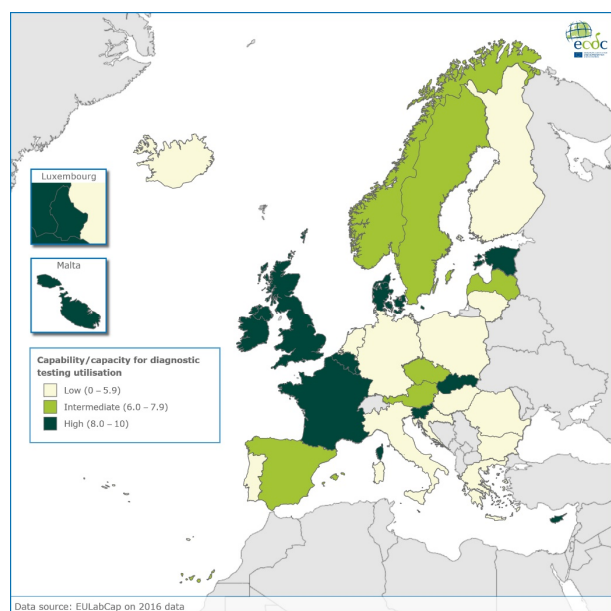 ecdc
Luxembourg
Malta
Capability/capacity for diagnostic
testing utilisation
Low (0 – 5.9)
Intermediate (6.0 – 7.9)
High (8.0 – 10)
Data source: EULabCap on 2016 data